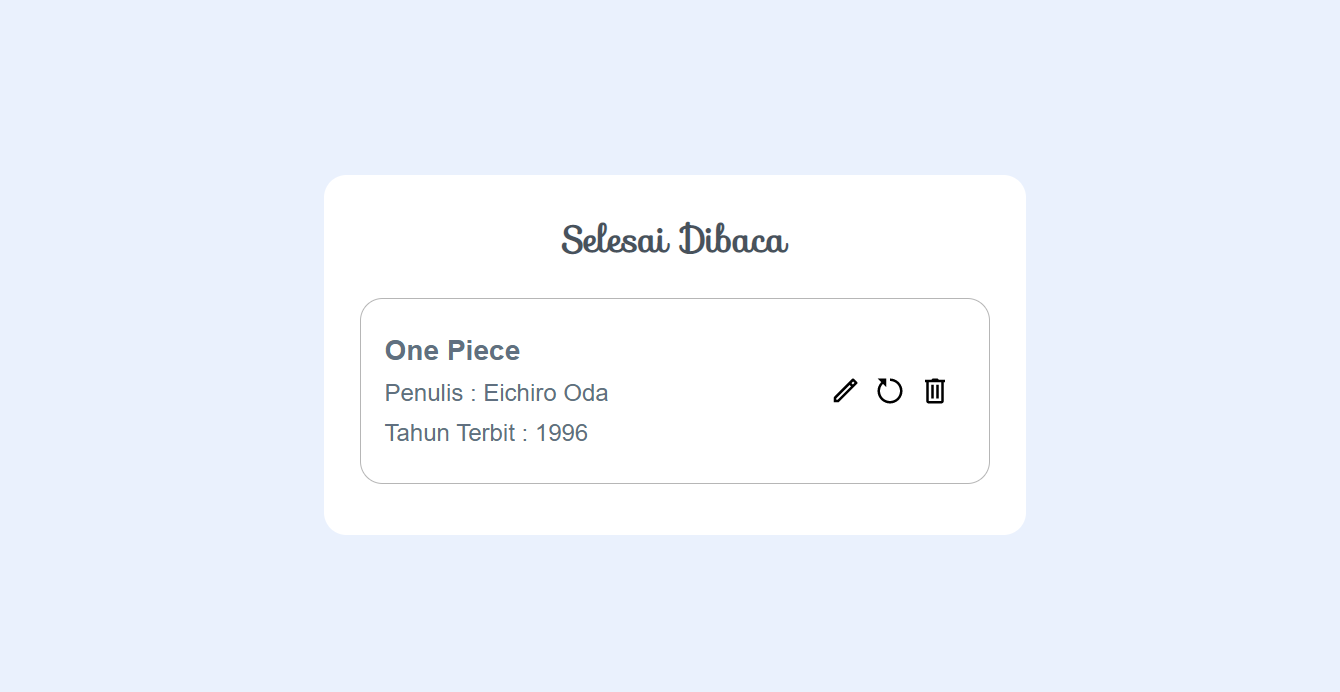 Selesai Dibaca
One Piece
Penulis : Eichiro Oda
Tahun Terbit : 1996